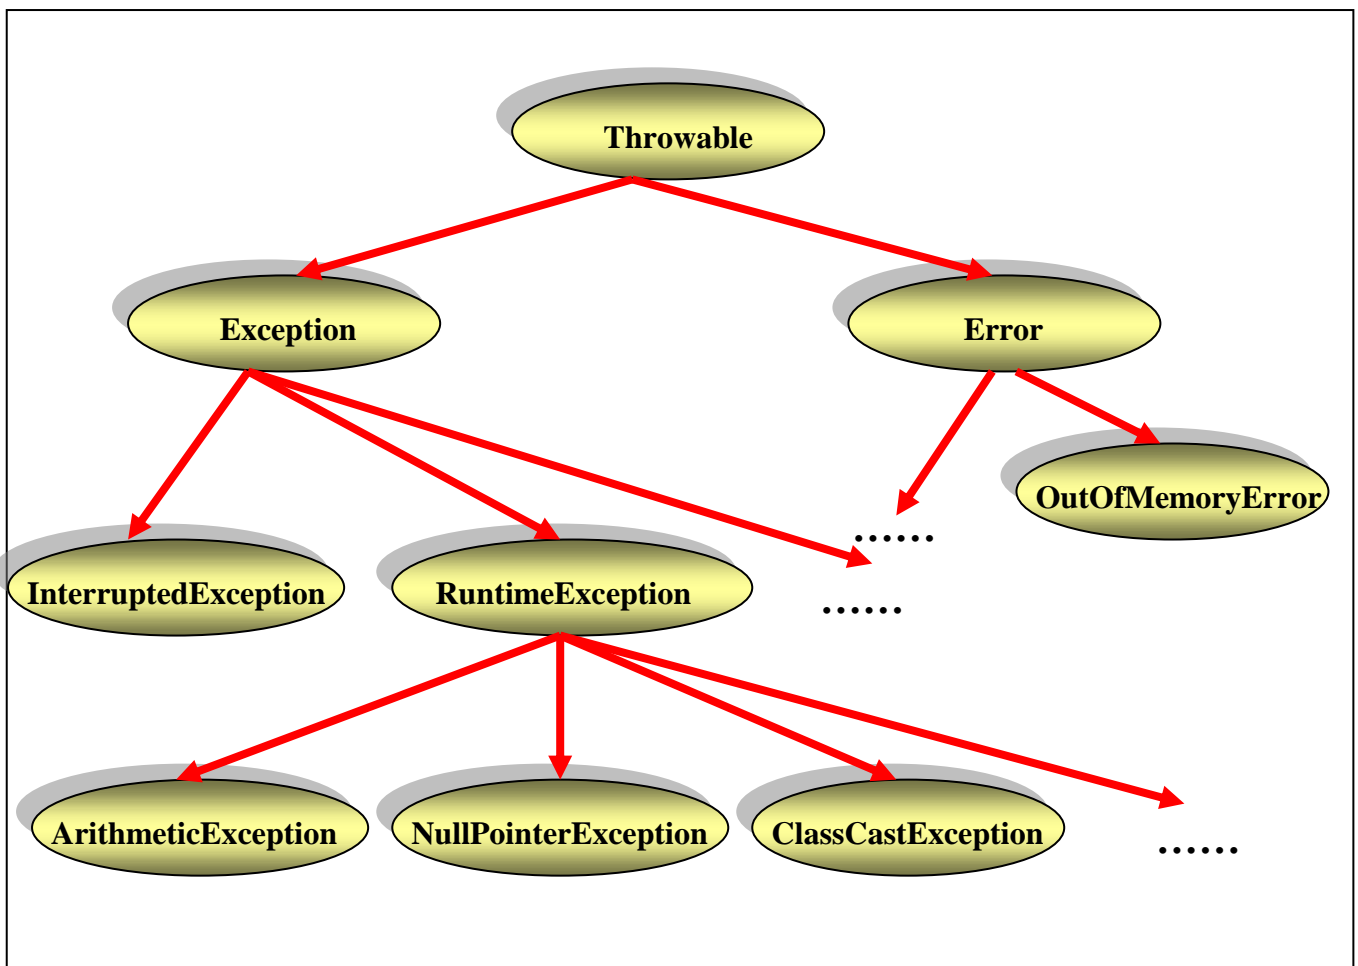 Throwable
Exception
Error
OutOfMemoryError
......
InterruptedException
RuntimeException
......
ArithmeticException
NullPointerException
ClassCastException
......